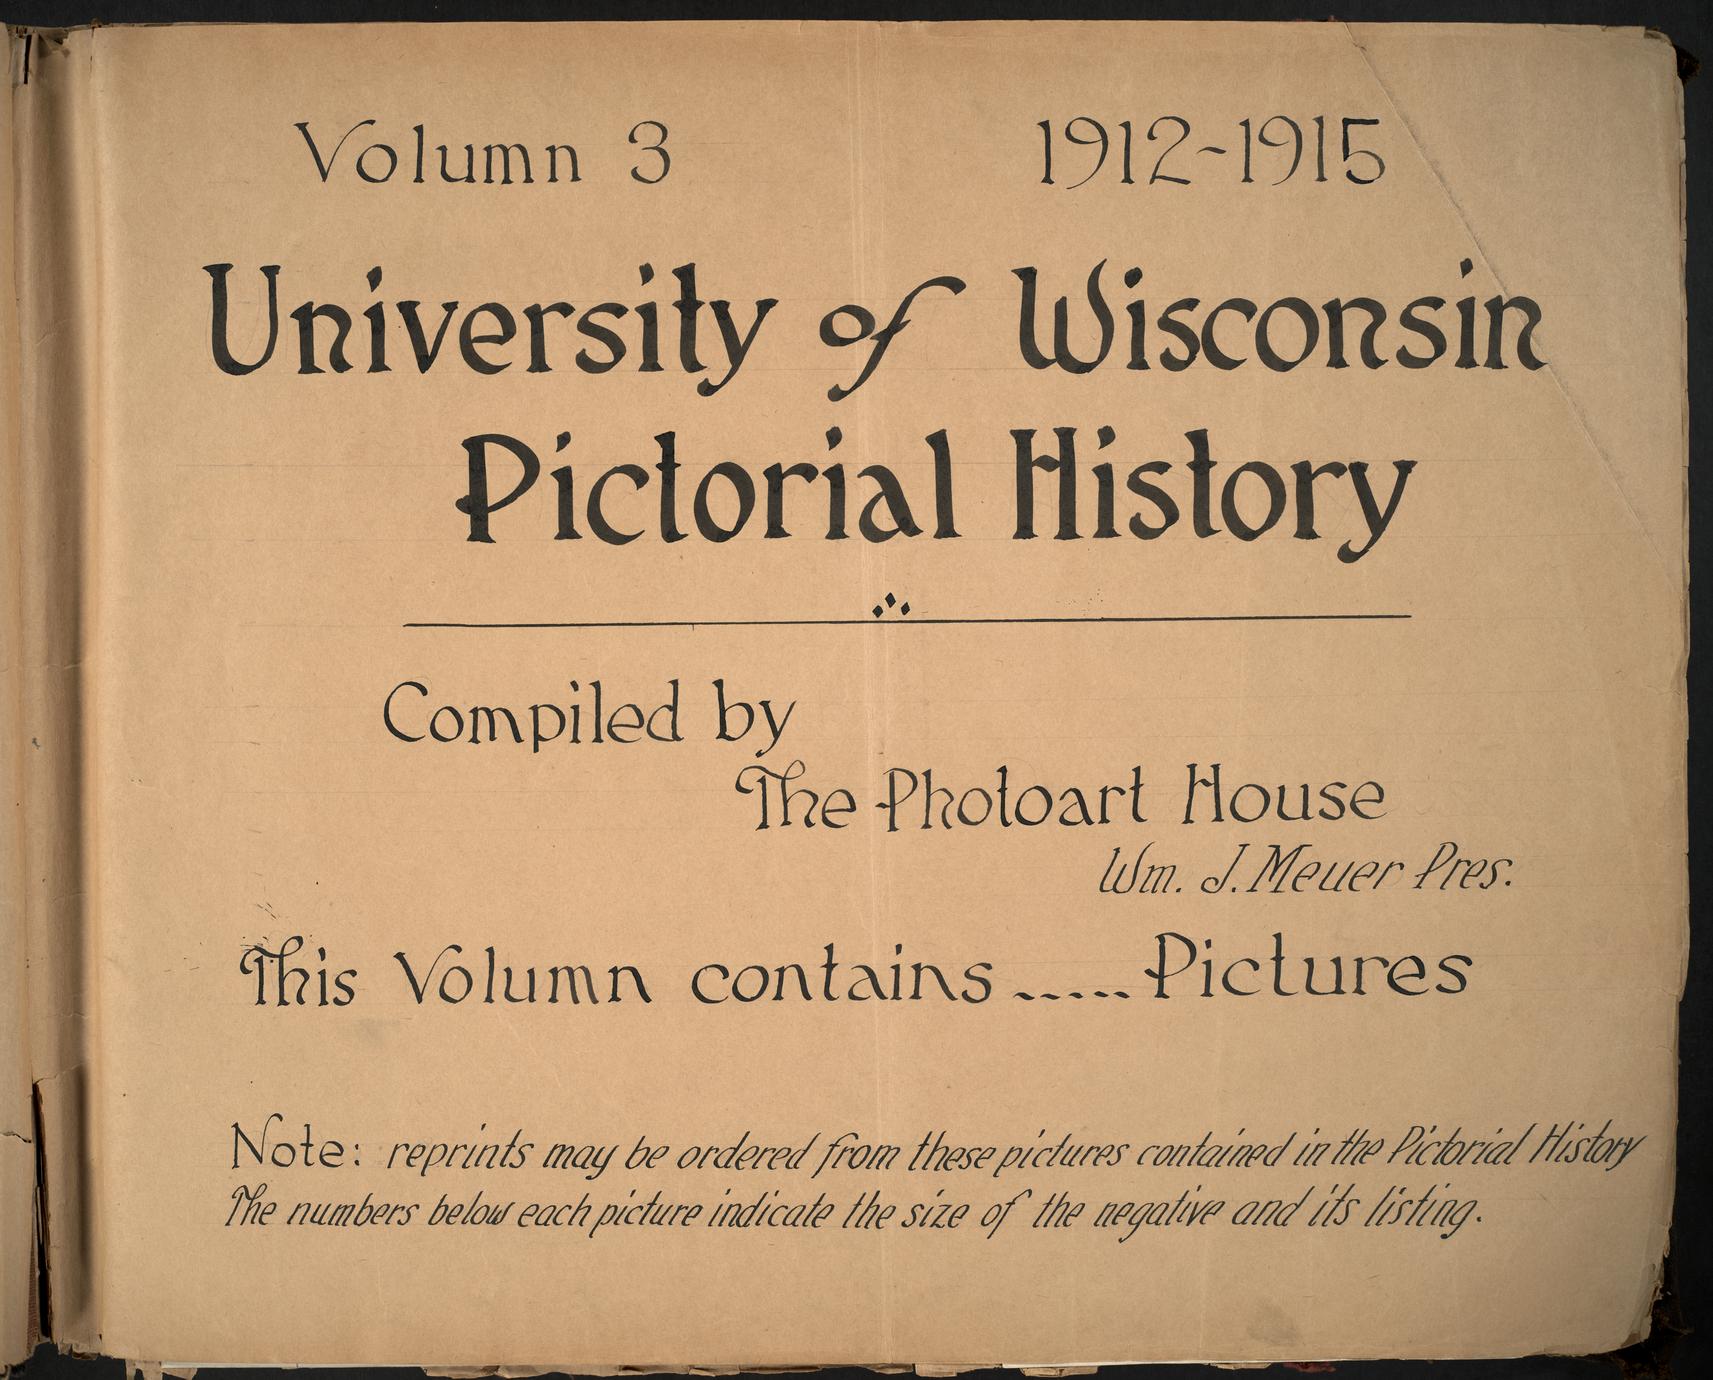 Volumn 3 1912-1915
University of Wisconsin
Pictorial History
Compiled by
The Photoart House
Wm. J. Meuer Pres.
This Volumn contains ..... Pictures
Note: reprints may be ordered from these pictures contained in the Pictorial History
The numbers below each picture indicate the size of the negative and its listing.